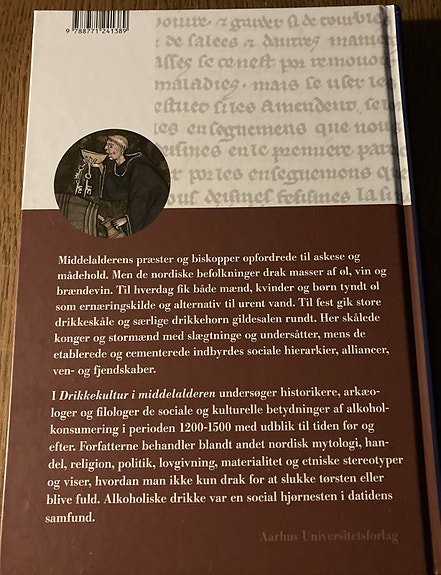 9 788771 241389
Middelalderens præster og biskopper opfordrede til askese og
mådehold. Men de nordiske befolkninger drak masser af øl, vin og
brændevin. Til hverdag fik både mænd, kvinder og børn tyndt øl
som ernæringskilde og alternativ til urent vand. Til fest gik store
drikkeskåle og særlige drikkehorn gildesalen rundt. Her skålede
konger og stormænd med slægtninge og undersåtter, mens de
etablerede og cementerede indbyrdes sociale hierarkier, alliancer,
ven- og fjendskaber.
I Drikkekultur i middelalderen undersøger historikere, arkæo-
loger og filologer de sociale og kulturelle betydninger af alkohol-
konsumering i perioden 1200-1500 med udblik til tiden før og
efter. Forfatterne behandler blandt andet nordisk mytologi, han-
del, religion, politik, lovgivning, materialitet og etniske stereotyper
og viser, hvordan man ikke kun drak for at slukke tørsten eller
blive fuld. Alkoholiske drikke var en social hjørnesten i datidens
samfund.
Aarhus Universitetsforlag